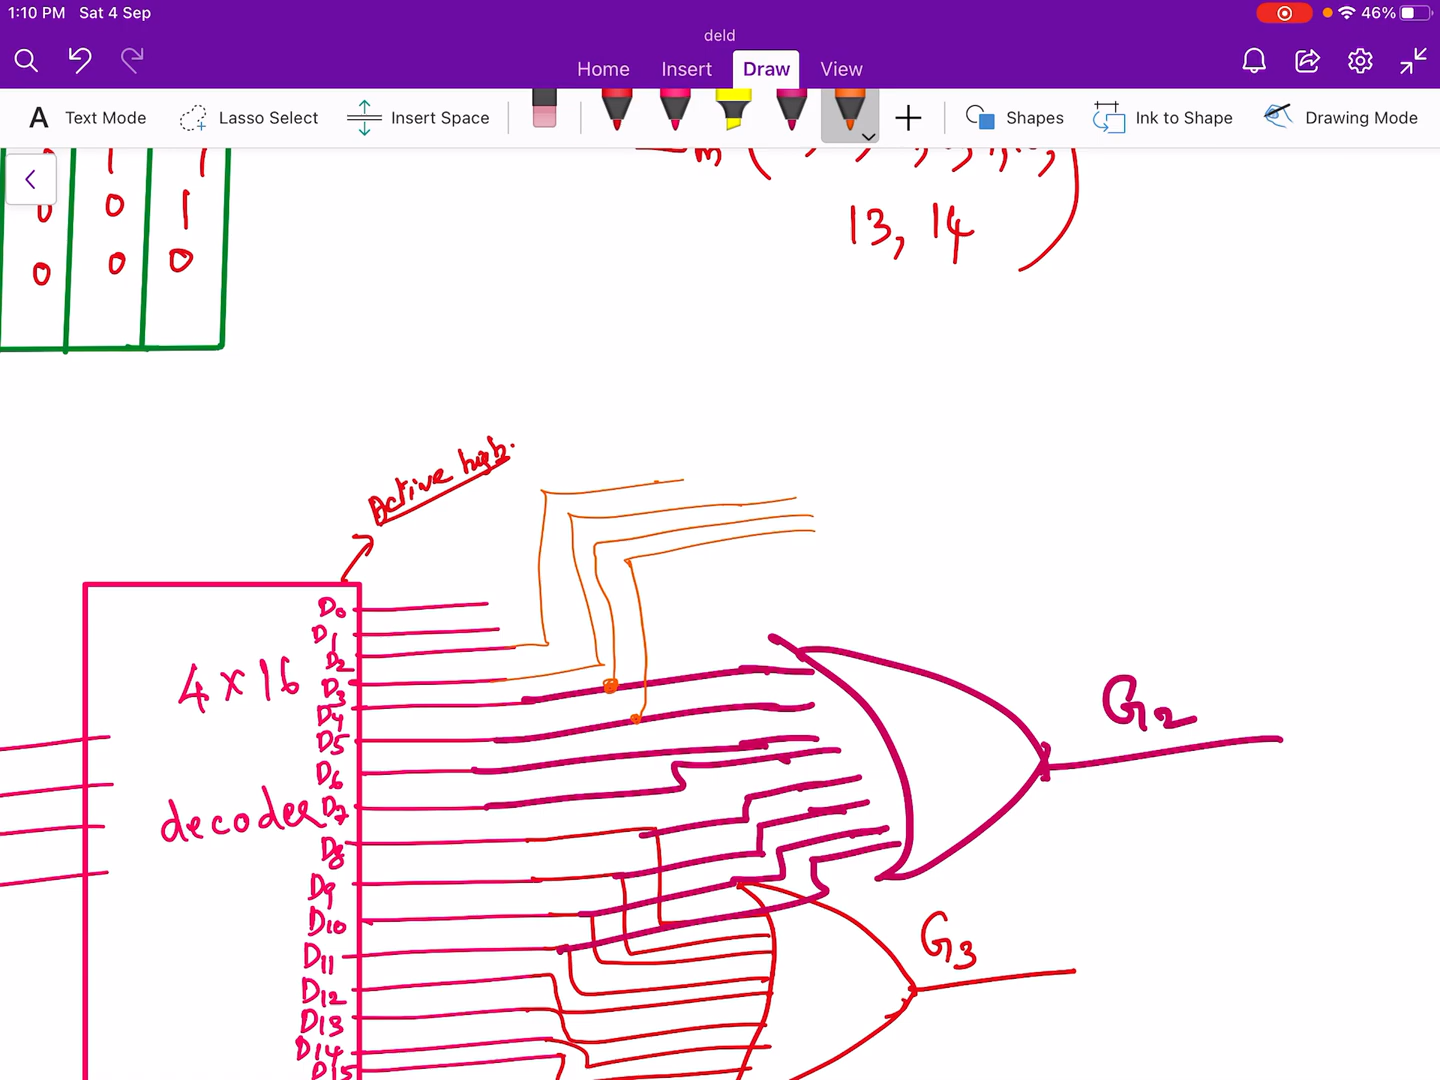 1:10 PM Sat 4 Sep
46%
deld
Home Insert Draw View
A Text Mode Lasso Select Insert Space Shapes Ink to Shape Drawing Mode
m (
13, 14 )
1 1
0 0 1
0 0 0
Active high.
4 x 16
decoder
D0
D1
D2
D3
D4
D5
D6
D7
D8
D9
D10
D11
D12
D13
D14
D15
G2
G3